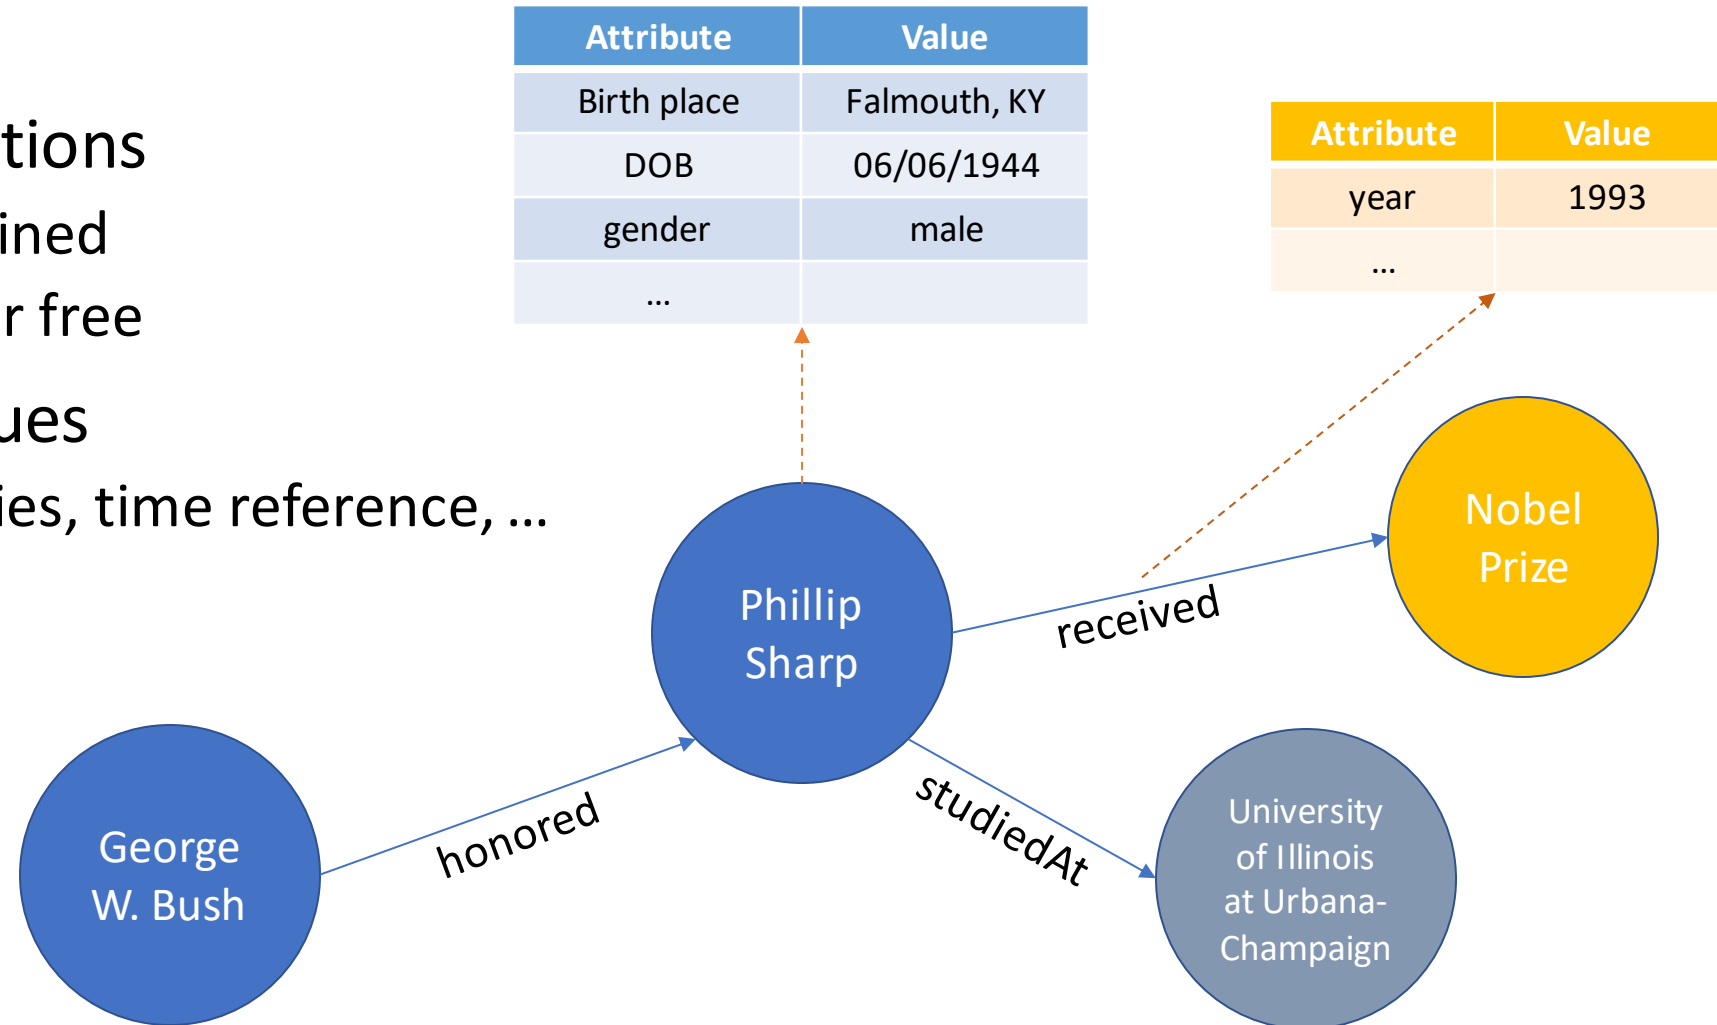 Attribute Value
Birth place Falmouth, KY
DOB 06/06/1944
gender male
...
Attribute Value
year 1993
...
tions
ined
r free
ues
ies, time reference, ...
Phillip
Sharp
received
Nobel
Prize
George
W. Bush
honored
studiedAt
University
of Illinois
at Urbana-
Champaign